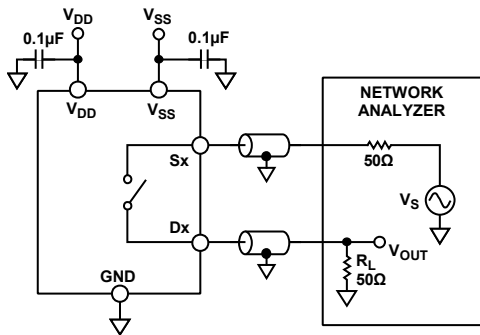 V_DD
V_SS
0.1µF
0.1µF
V_DD
V_SS
NETWORK
ANALYZER
Sx
50Ω
V_S
Dx
V_OUT
R_L
50Ω
GND